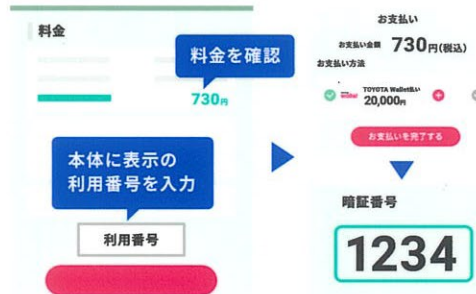 料金
料金を確認
730円
本体に表示の
利用番号を入力
利用番号
お支払い
お支払い金額 730円(税込)
お支払い方法
TOYOTA Wallet払い
20,000円
お支払いを完了する
暗証番号
1234